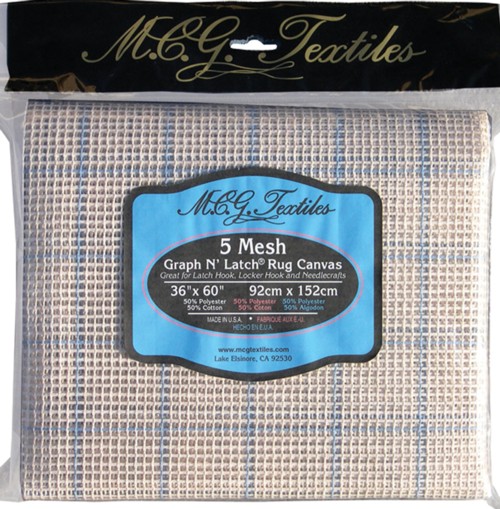 M.C.G. Textiles
M.C.G. Textiles
5 Mesh
Graph N' Latch® Rug Canvas
Great for Latch Hook, Locker Hook and Needlecrafts
36"x 60" 92cm x 152cm
50% Polyester 50% Polyester 50% Polyester
50% Cotton 50% Coton 50% Algodon
MADE IN U.S.A. • FABRIQUE AUX E.-U.
HECHO EN E.U.A.
www.mcgtextiles.com
Lake Elsinore, CA 92530